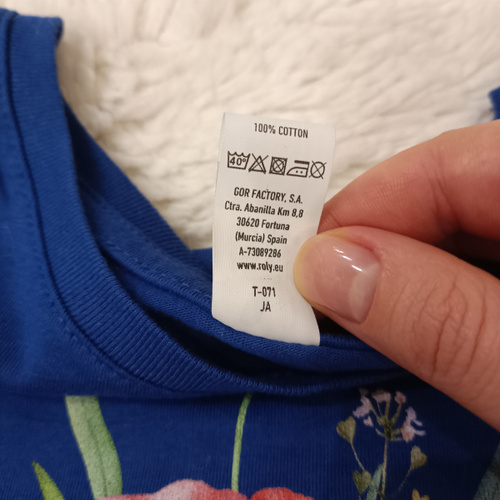 100% COTTON
40°
GOR FACTORY, S.A.
Ctra. Abanilla Km 8,8
30620 Fortuna
(Murcia) Spain
A-73089286
www.roly.eu
T-071
JA